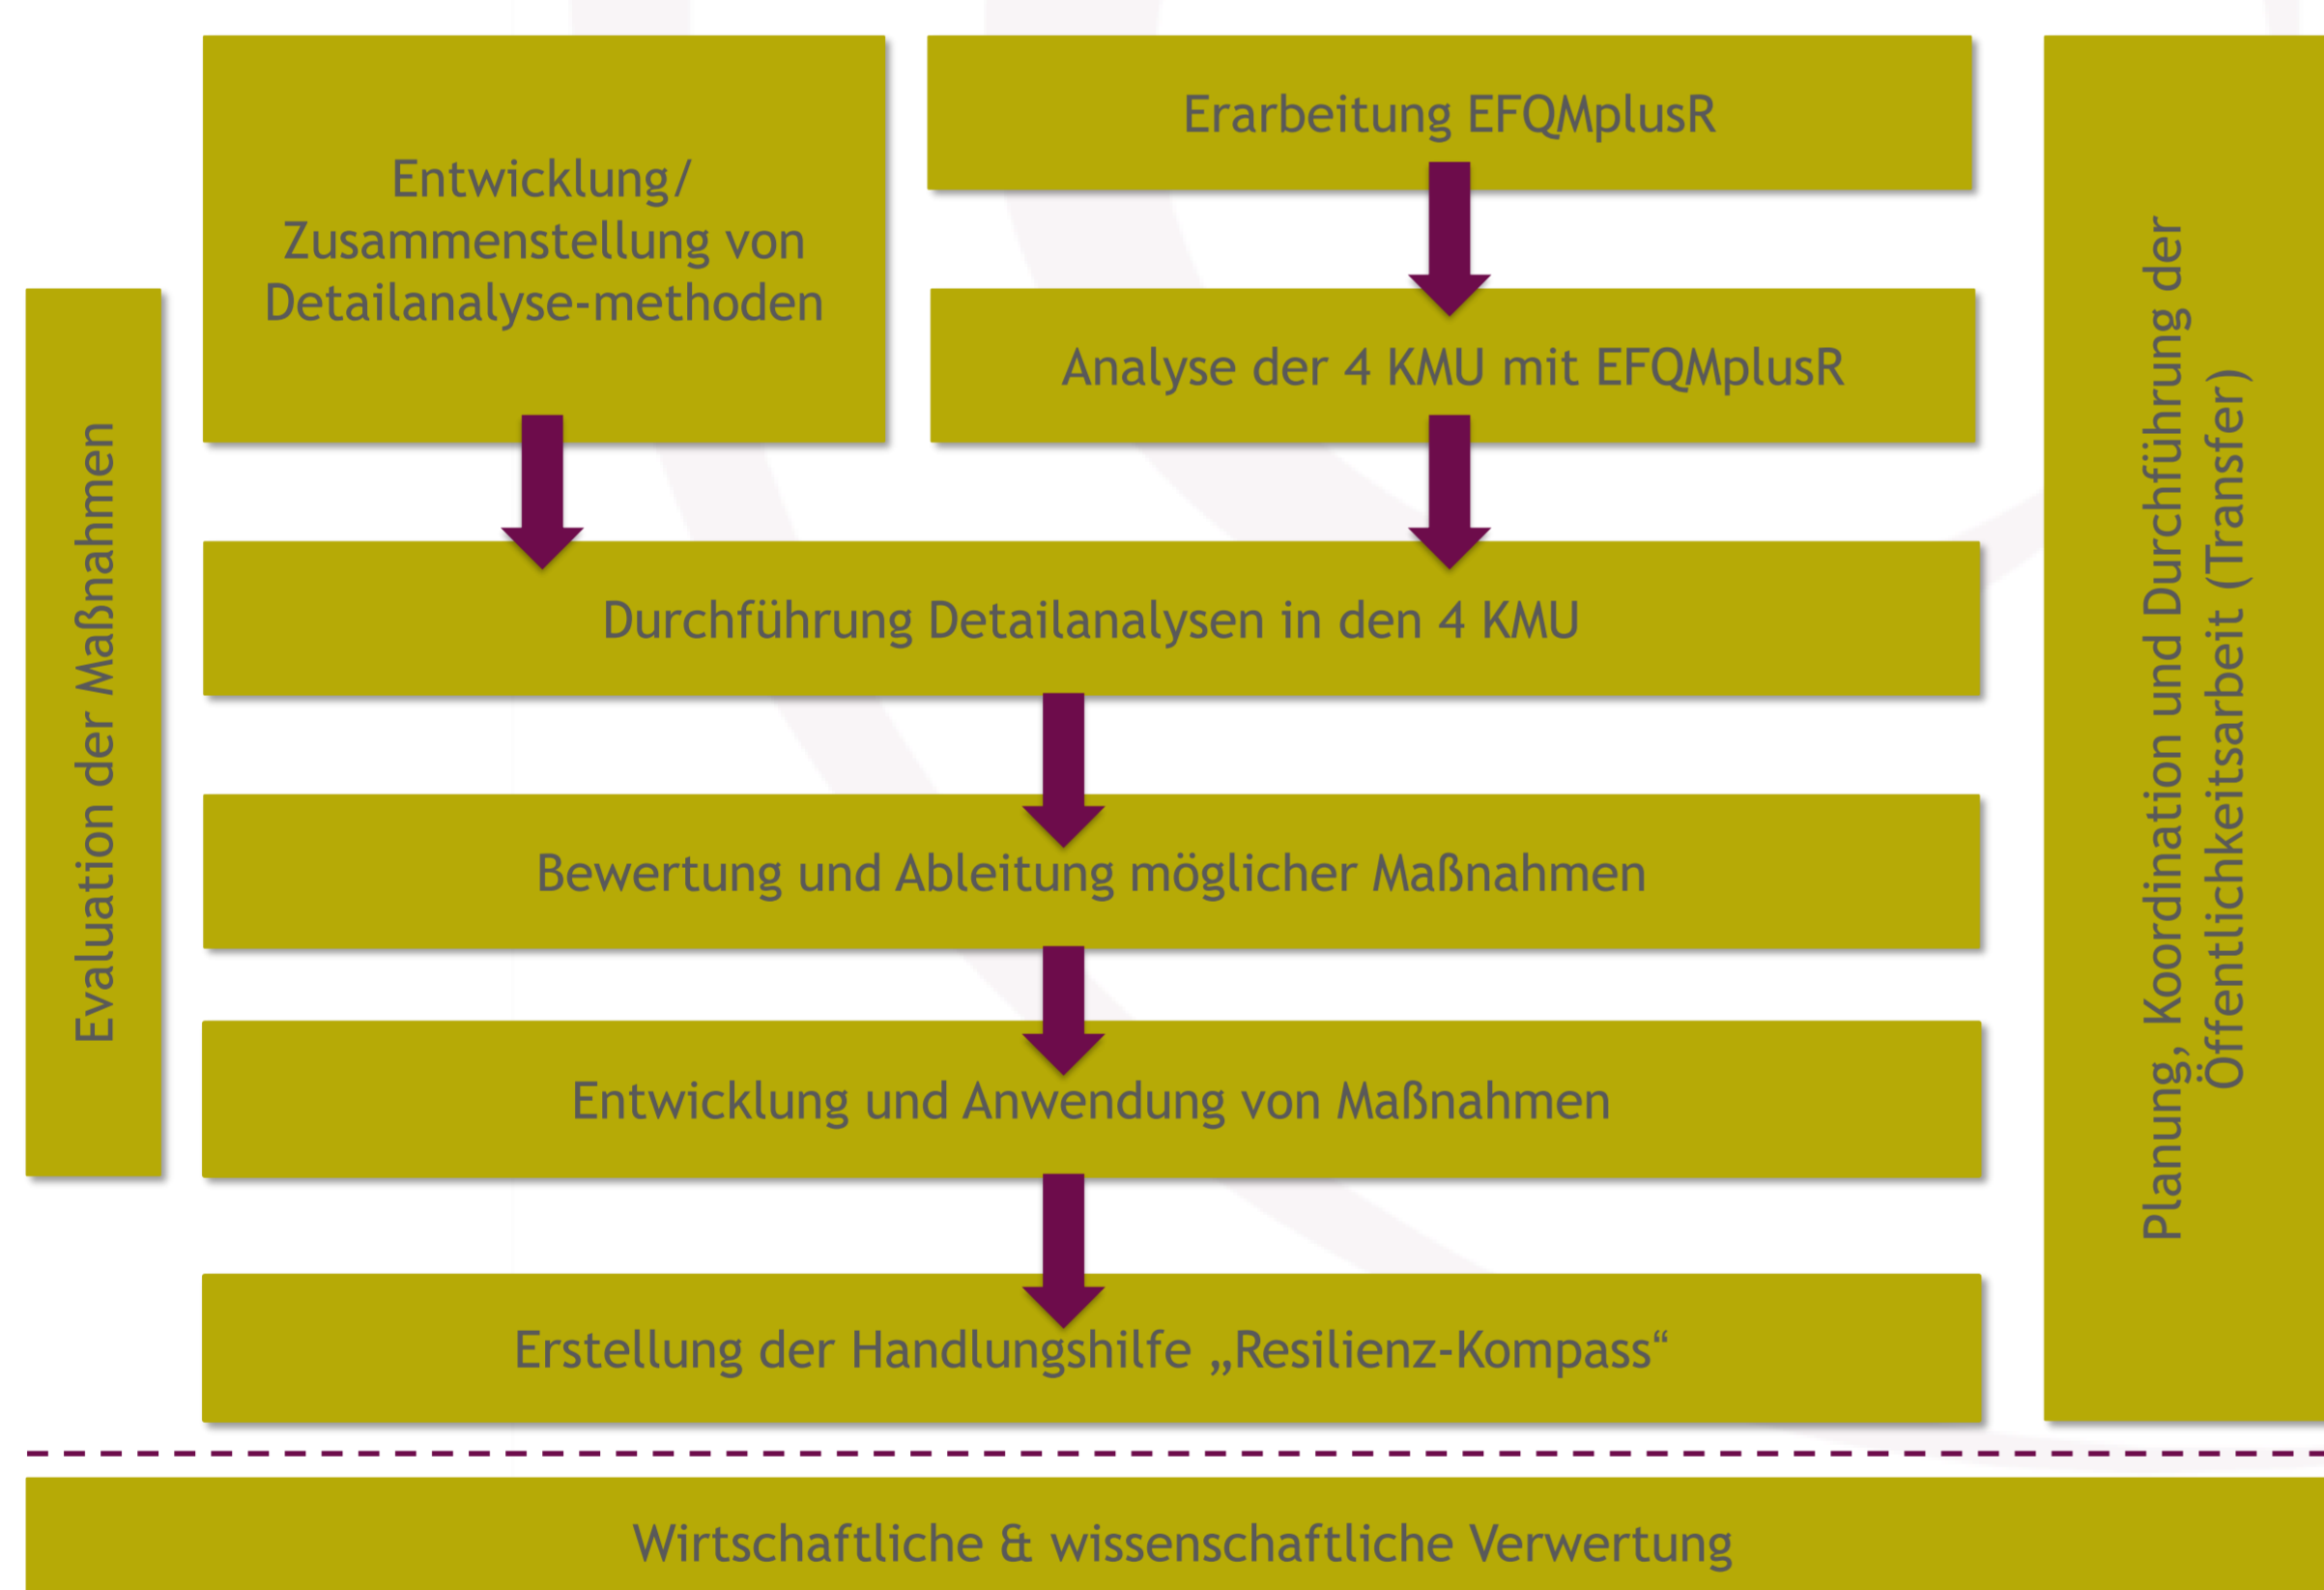 Entwicklung/
Zusammenstellung von
Detailanalyse-methoden
Erarbeitung EFQMplusR
Analyse der 4 KMU mit EFQMplusR
Durchführung Detailanalysen in den 4 KMU
Bewertung und Ableitung möglicher Maßnahmen
Entwicklung und Anwendung von Maßnahmen
Erstellung der Handlungshilfe „Resilienz-Kompass“
Evaluation der Maßnahmen
Planung, Koordination und Durchführung der
Öffentlichkeitsarbeit (Transfer)
Wirtschaftliche & wissenschaftliche Verwertung